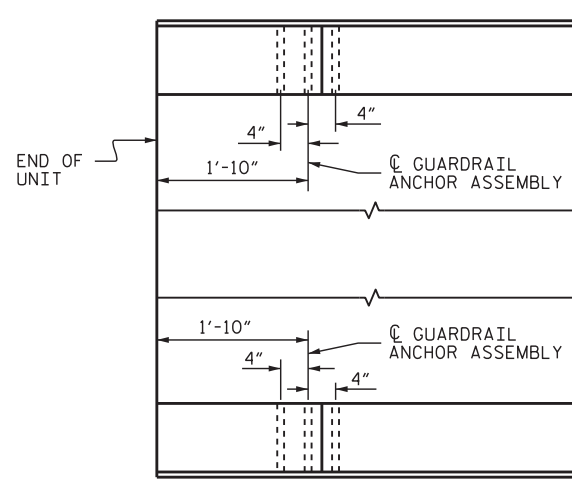 4″
4″
END OF
UNIT
1′-10″
℄ GUARDRAIL
ANCHOR ASSEMBLY
1′-10″
℄ GUARDRAIL
ANCHOR ASSEMBLY
4″
4″